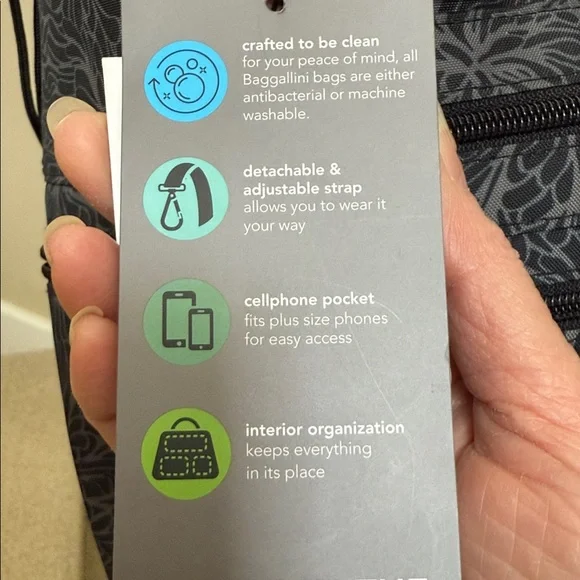 crafted to be clean
for your peace of mind, all
Baggallini bags are either
antibacterial or machine
washable.
detachable &
adjustable strap
allows you to wear it
your way
cellphone pocket
fits plus size phones
for easy access
interior organization
keeps everything
in its place